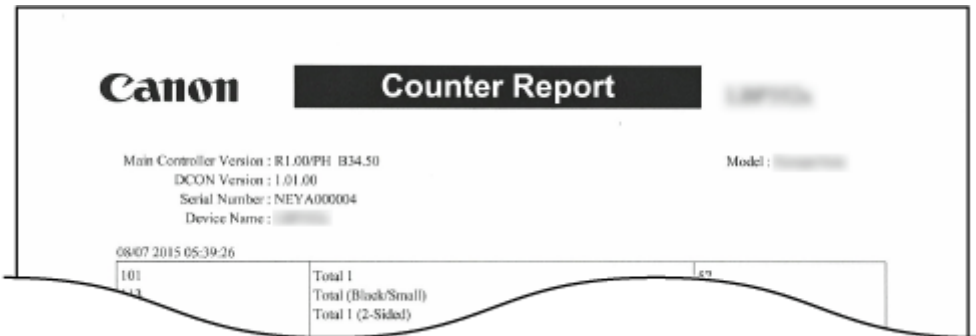 Canon
Counter Report
Main Controller Version : R1.00/PH B34.50
Model :
DCON Version : 1.01.00
Serial Number : NEYA000004
Device Name :
08/07 2015 05:39:26
101 Total 1
Total (Black/Small)
Total 1 (2-Sided)